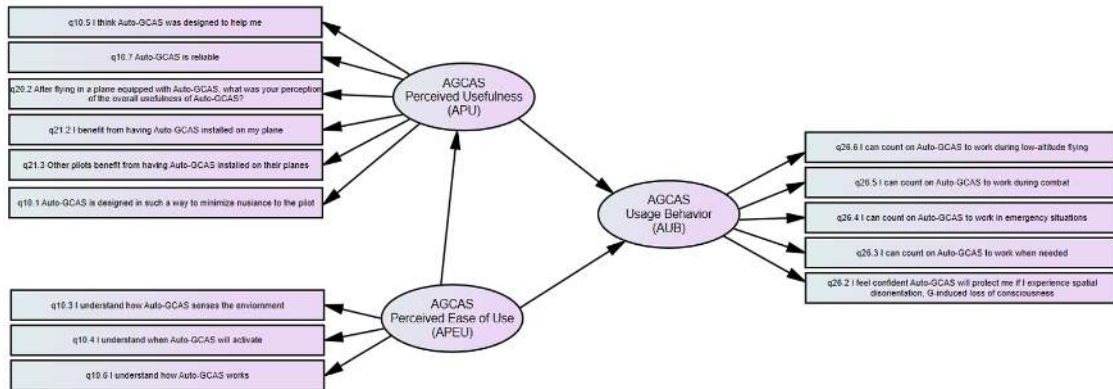 q10.5 I think Auto-GCAS was designed to help me
q10.7 Auto-GCAS is reliable
q20.2 After flying in a plane equipped with Auto-GCAS, what was your perception
of the overall usefulness of Auto-GCAS?
q21.2 I benefit from having Auto-GCAS installed on my plane
q21.3 Other pilots benefit from having Auto-GCAS installed on their planes
q10.1 Auto-GCAS is designed in such a way to minimize nusiance to the pilot
AGCAS
Perceived Usefulness
(APU)
AGCAS
Usage Behavior
(AUB)
q26.6 I can count on Auto-GCAS to work during low-altitude flying
q26.5 I can count on Auto-GCAS to work during combat
q26.4 I can count on Auto-GCAS to work in emergency situations
q26.3 I can count on Auto-GCAS to work when needed
q26.2 I feel confident Auto-GCAS will protect me if I experience spatial
disorientation, G-induced loss of consciousness
q10.3 I understand how Auto-GCAS senses the enviornment
q10.4 I understand when Auto-GCAS will activate
q10.6 I understand how Auto-GCAS works
AGCAS
Perceived Ease of Use
(APEU)